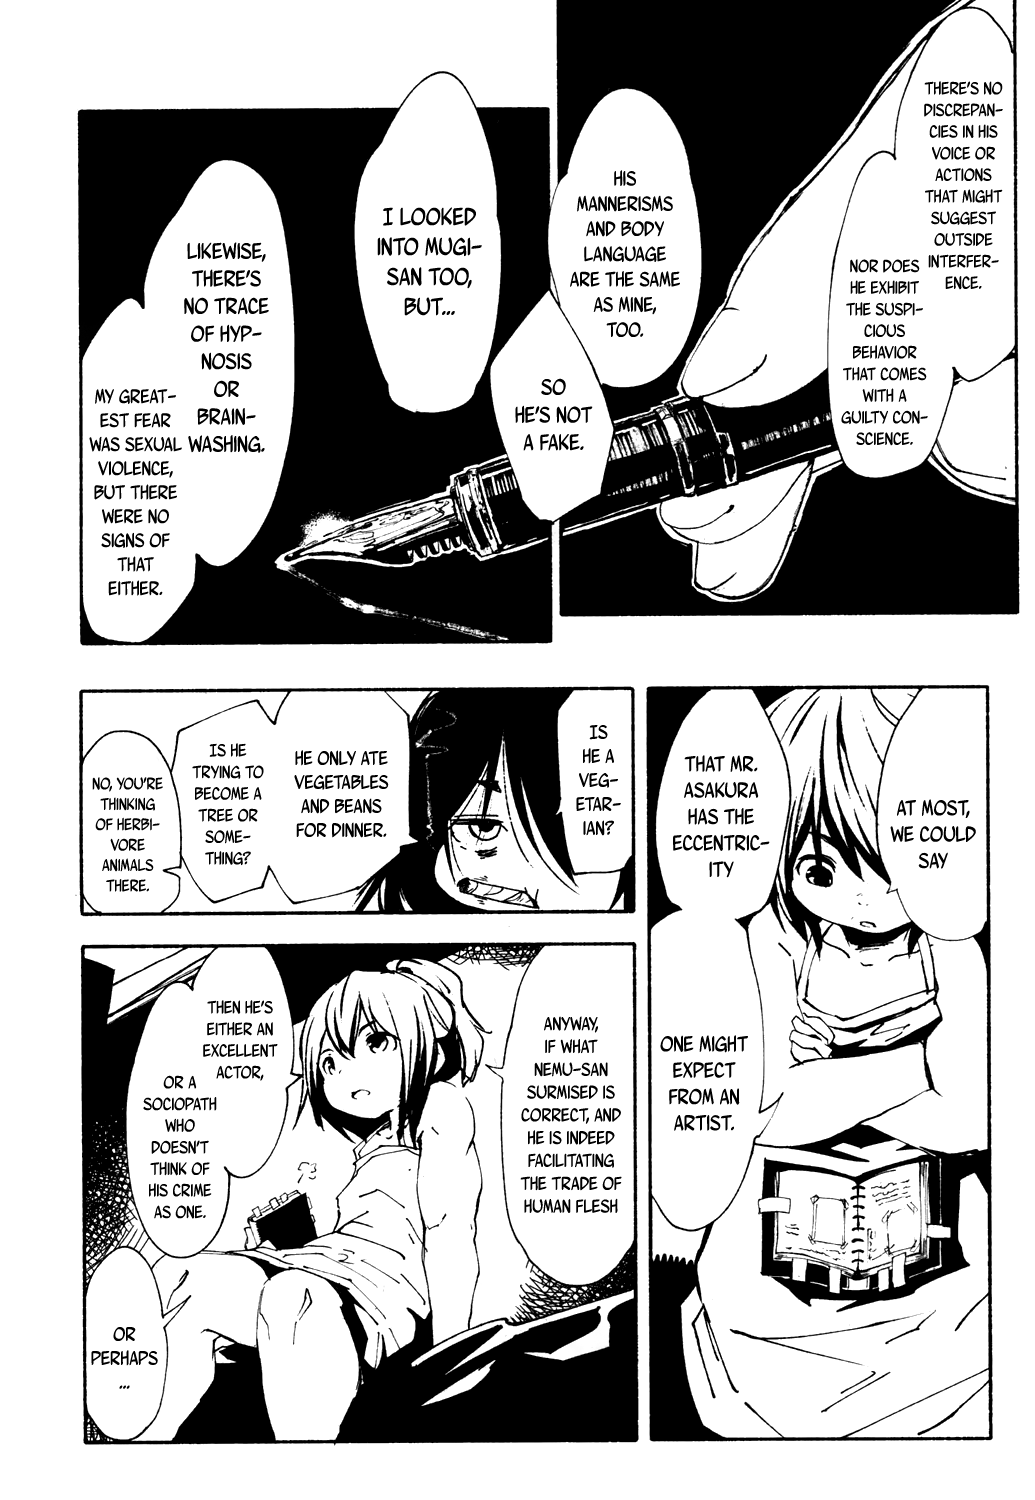 THERE'S NO
DISCREPAN-
CIES IN HIS
VOICE OR
ACTIONS
THAT MIGHT
SUGGEST
OUTSIDE
INTERFER-
ENCE.
NOR DOES
HE EXHIBIT
THE SUSPI-
CIOUS
BEHAVIOR
THAT COMES
WITH A
GUILTY CON-
SCIENCE.
HIS
MANNERISMS
AND BODY
LANGUAGE
ARE THE SAME
AS MINE,
TOO.
SO
HE'S NOT
A FAKE.
I LOOKED
INTO MUGI-
SAN TOO,
BUT...
LIKEWISE,
THERE'S
NO TRACE
OF HYP-
NOSIS
OR
BRAIN-
WASHING.
MY GREAT-
EST FEAR
WAS SEXUAL
VIOLENCE,
BUT THERE
WERE NO
SIGNS OF
THAT
EITHER.
AT MOST,
WE COULD
SAY
THAT MR.
ASAKURA
HAS THE
ECCENTRIC-
ITY
ONE MIGHT
EXPECT
FROM AN
ARTIST.
IS
HE A
VEG-
ETAR-
IAN?
HE ONLY ATE
VEGETABLES
AND BEANS
FOR DINNER.
IS HE
TRYING TO
BECOME A
TREE OR
SOME-
THING?
NO, YOU'RE
THINKING
OF HERBI-
VORE
ANIMALS
THERE.
ANYWAY,
IF WHAT
NEMU-SAN
SURMISED IS
CORRECT, AND
HE IS INDEED
FACILITATING
THE TRADE OF
HUMAN FLESH
THEN HE'S
EITHER AN
EXCELLENT
ACTOR,
OR A
SOCIOPATH
WHO
DOESN'T
THINK OF
HIS CRIME
AS ONE.
OR
PERHAPS
...